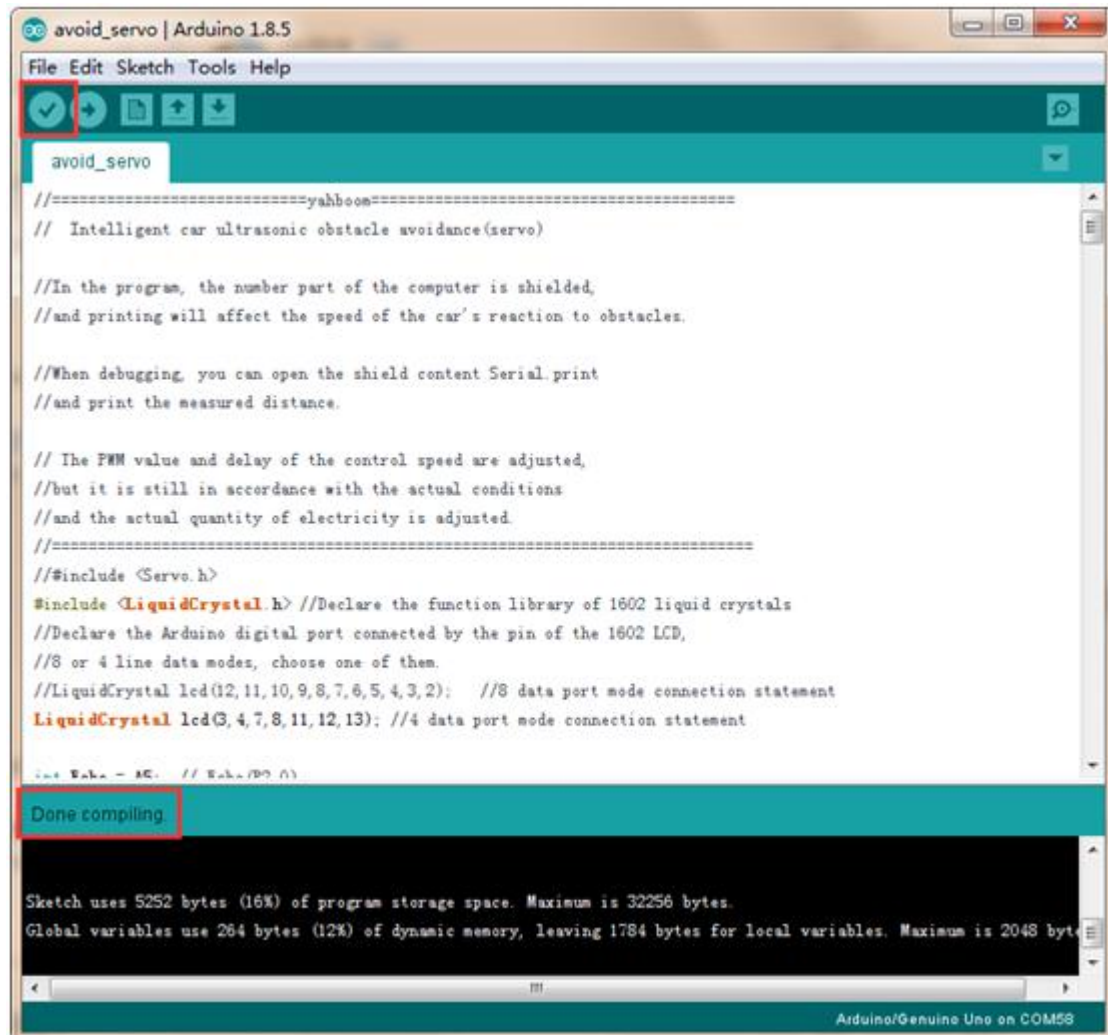 avoid_servo | Arduino 1.8.5
File Edit Sketch Tools Help
avoid_servo
//============================yahboom========================================
//  Intelligent car ultrasonic obstacle avoidance(servo)
//In the program, the number part of the computer is shielded,
//and printing will affect the speed of the car's reaction to obstacles.
//When debugging, you can open the shield content Serial.print
//and print the measured distance.
// The PWM value and delay of the control speed are adjusted,
//but it is still in accordance with the actual conditions
//and the actual quantity of electricity is adjusted.
//=============================================================================
//#include <Servo.h>
#include <LiquidCrystal.h> //Declare the function library of 1602 liquid crystals
//Declare the Arduino digital port connected by the pin of the 1602 LCD,
//8 or 4 line data modes, choose one of them.
//LiquidCrystal lcd(12,11,10,9,8,7,6,5,4,3,2);   //8 data port mode connection statement
LiquidCrystal lcd(3,4,7,8,11,12,13); //4 data port mode connection statement
int Echo = A5;  // Echo(P2.0)
Done compiling.
Sketch uses 5252 bytes (16%) of program storage space. Maximum is 32256 bytes.
Global variables use 264 bytes (12%) of dynamic memory, leaving 1784 bytes for local variables. Maximum is 2048 byt
Arduino/Genuino Uno on COM58